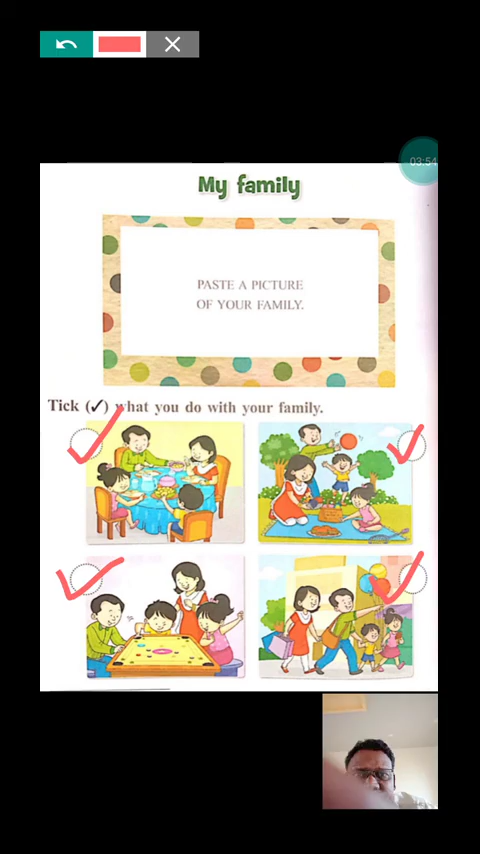 03:54
My family
PASTE A PICTURE
OF YOUR FAMILY.
Tick (✓) what you do with your family.